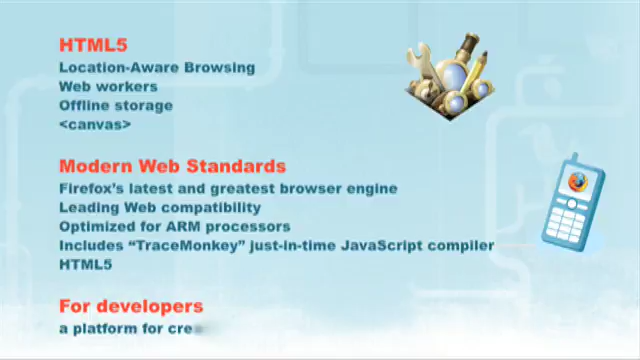 HTML5
Location-Aware Browsing
Web workers
Offline storage
<canvas>
Modern Web Standards
Firefox's latest and greatest browser engine
Leading Web compatibility
Optimized for ARM processors
Includes “TraceMonkey” just-in-time JavaScript compiler
HTML5
For developers
a platform for cre